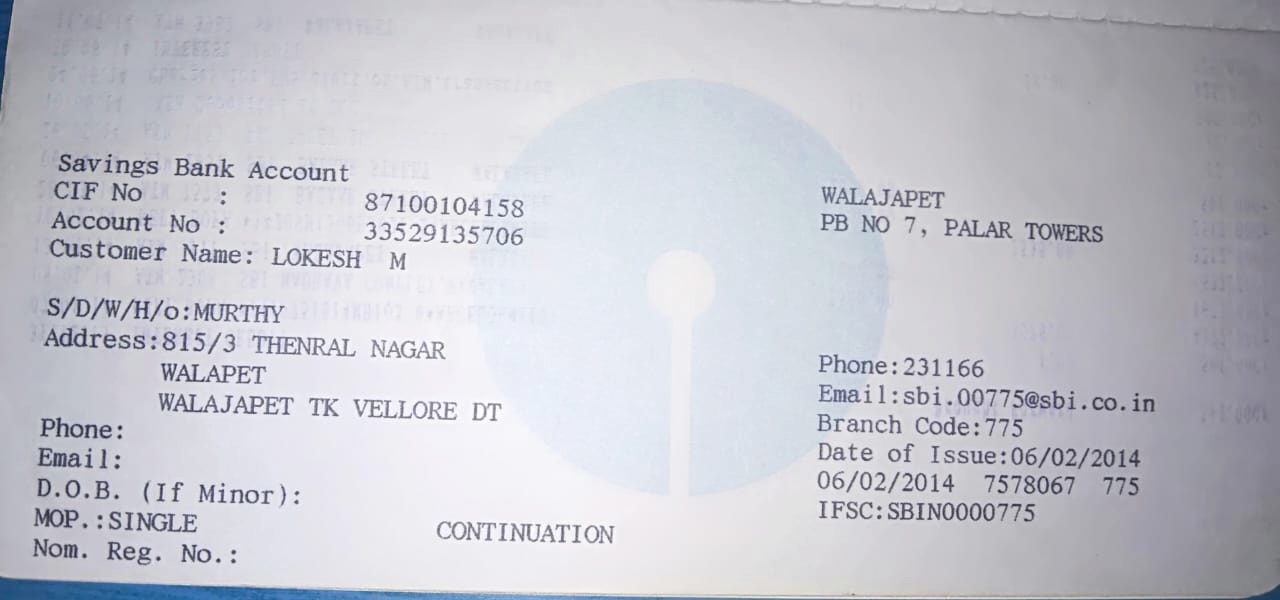 Savings Bank Account
CIF No : 87100104158
Account No : 33529135706
Customer Name: LOKESH M
S/D/W/H/o:MURTHY
Address:815/3 THENRAL NAGAR
WALAPET
WALAJAPET TK VELLORE DT
Phone:
Email:
D.O.B. (If Minor):
MOP.:SINGLE
CONTINUATION
Nom. Reg. No.:
WALAJAPET
PB NO 7, PALAR TOWERS
Phone:231166
Email:sbi.00775@sbi.co.in
Branch Code:775
Date of Issue:06/02/2014
06/02/2014 7578067 775
IFSC:SBIN0000775